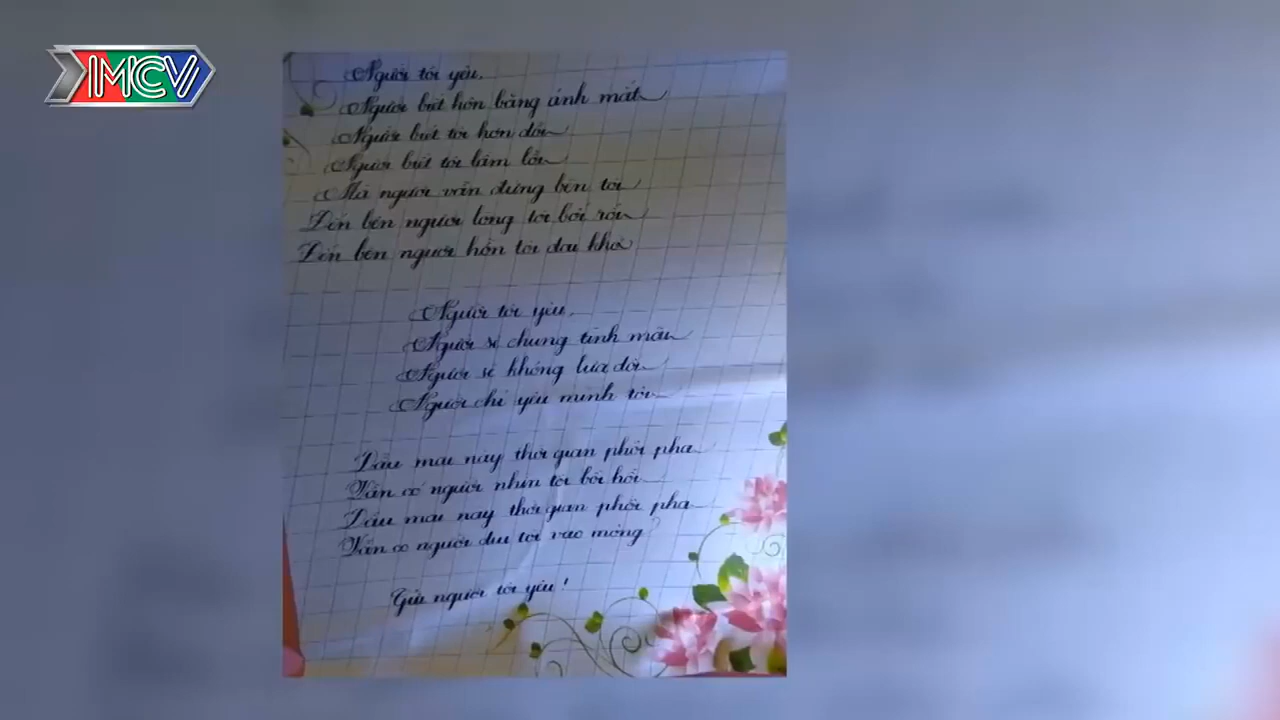 MCV
Người tôi yêu,
Người biết hôn bằng ánh mắt
Người biết tôi hờn dỗi
Người biết tôi lầm lỗi
Mà người vẫn đứng bên tôi
Đến bên người lòng tôi bối rối
Đến bên người hồn tôi đau khổ
Người tôi yêu,
Người sẽ chung tình mãi
Người sẽ không lừa dối
Người chỉ yêu mình tôi
Dẫu mai này thời gian phôi pha
Vẫn có người nhìn tôi bồi hồi
Dẫu mai này thời gian phôi pha
Vẫn có người đưa tôi vào mộng
Gửi người tôi yêu!